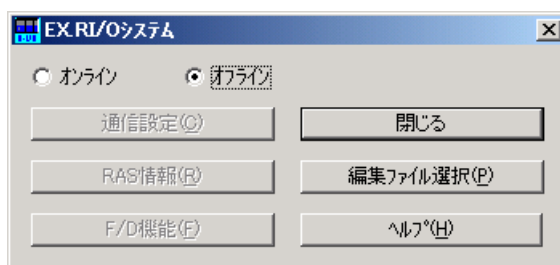 EX.RI/Oシステム
オンライン オフライン
通信設定(C) 閉じる
RAS情報(R) 編集ファイル選択(P)
F/D機能(F) ヘルプ(H)